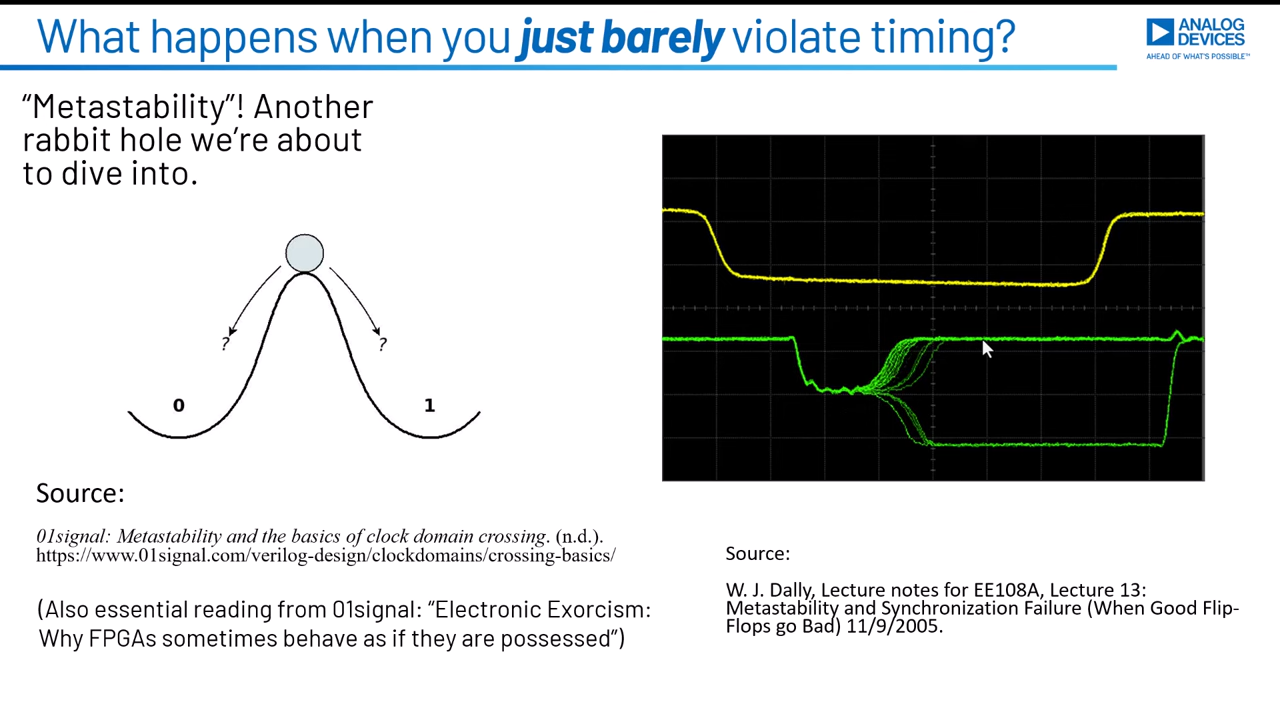 What happens when you just barely violate timing?
ANALOG
DEVICES
AHEAD OF WHAT'S POSSIBLE™
“Metastability”! Another
rabbit hole we’re about
to dive into.
?
?
0
1
Source:
01signal: Metastability and the basics of clock domain crossing. (n.d.).
https://www.01signal.com/verilog-design/clockdomains/crossing-basics/
(Also essential reading from 01signal: “Electronic Exorcism:
Why FPGAs sometimes behave as if they are possessed”)
Source:
W. J. Dally, Lecture notes for EE108A, Lecture 13:
Metastability and Synchronization Failure (When Good Flip-
Flops go Bad) 11/9/2005.